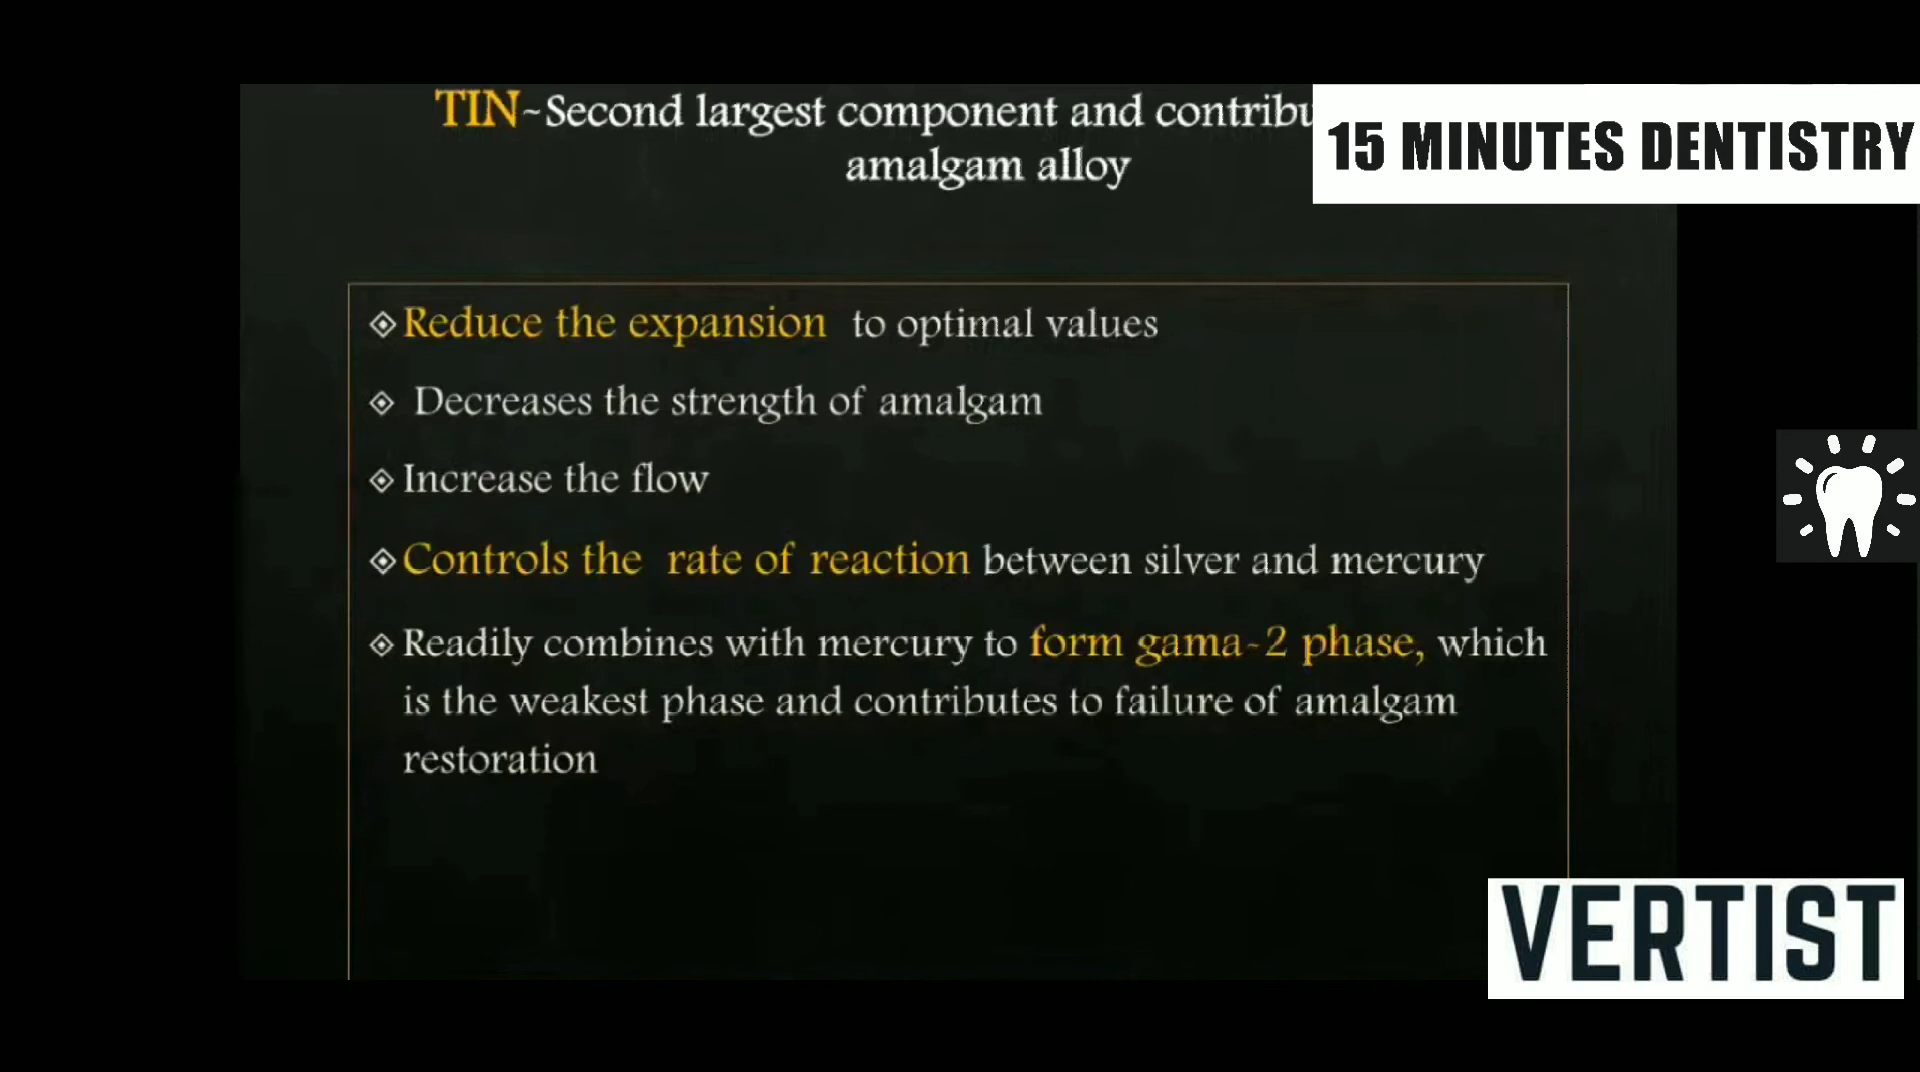 TIN~Second largest component and contribu
amalgam alloy
15 MINUTES DENTISTRY
Reduce the expansion to optimal values
Decreases the strength of amalgam
Increase the flow
Controls the rate of reaction between silver and mercury
Readily combines with mercury to form gama-2 phase, which
is the weakest phase and contributes to failure of amalgam
restoration
VERTIST